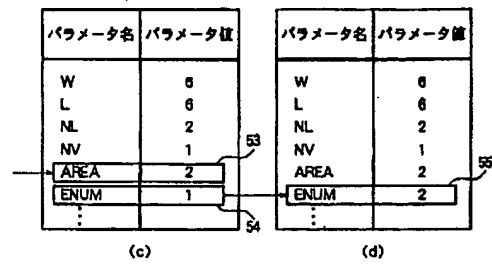 パラメータ名 パラメータ値
W 6
L 6
NL 2
NV 1
AREA 2
ENUM 1
53
54
(c)
パラメータ名 パラメータ値
W 6
L 6
NL 2
NV 1
AREA 2
ENUM 2
55
(d)